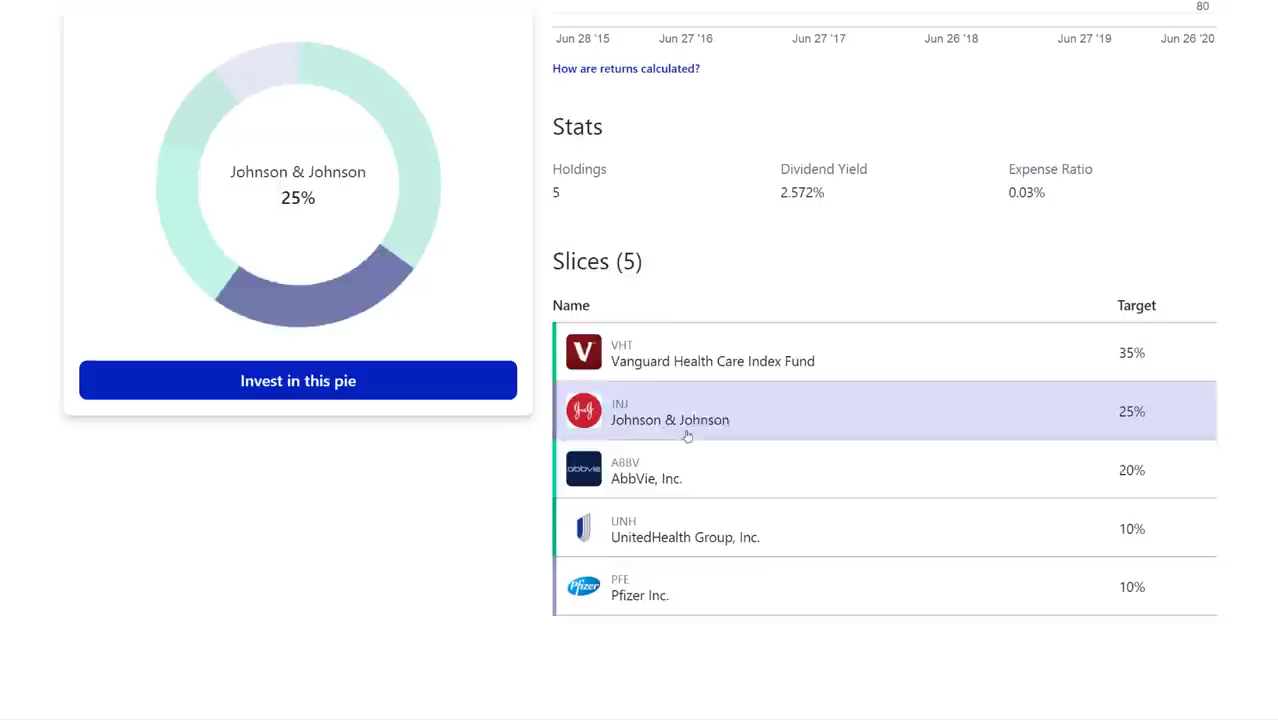 80
Jun 28 '15 Jun 27 '16 Jun 27 '17 Jun 26 '18 Jun 27 '19 Jun 26 '20
How are returns calculated?
Johnson & Johnson
25%
Invest in this pie
Stats
Holdings Dividend Yield Expense Ratio
5 2.572% 0.03%
Slices (5)
Name Target
VHT
Vanguard Health Care Index Fund 35%
JNJ
Johnson & Johnson 25%
abbvie
ABBV
AbbVie, Inc. 20%
UNH
UnitedHealth Group, Inc. 10%
Pfizer
PFE
Pfizer Inc. 10%